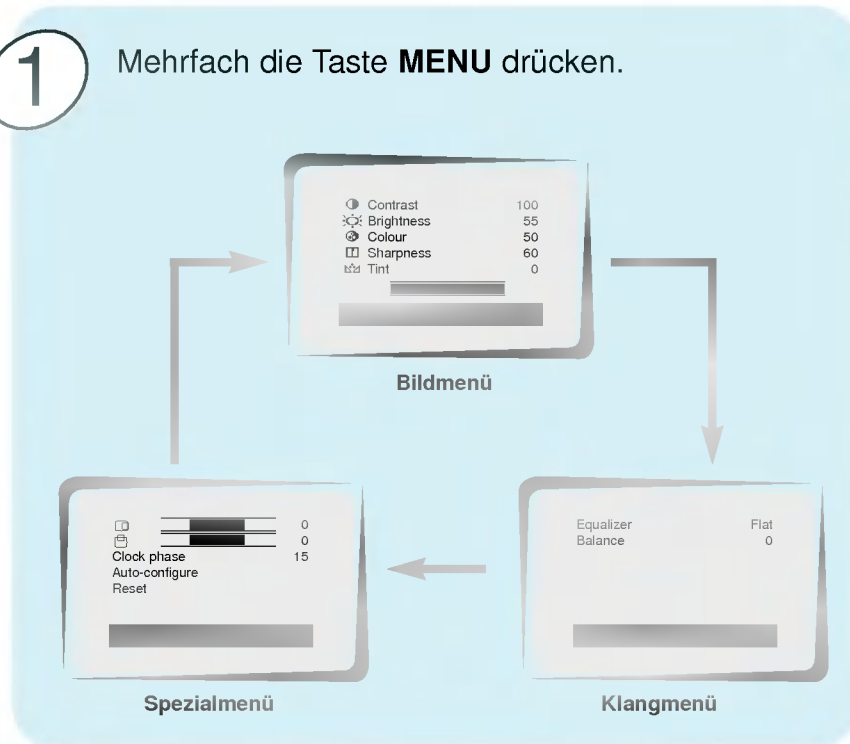 1
Mehrfach die Taste MENU drücken.
Contrast 100
Brightness 55
Colour 50
Sharpness 60
Tint 0
Bildmenü
0
0
Clock phase 15
Auto-configure
Reset
Spezialmenü
Equalizer Flat
Balance 0
Klangmenü